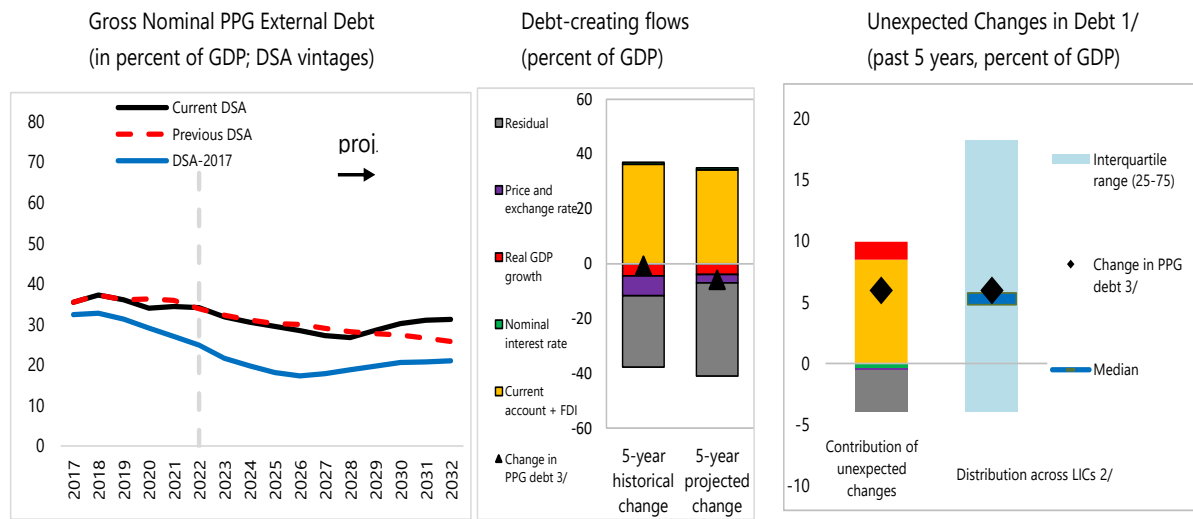 Gross Nominal PPG External Debt
(in percent of GDP; DSA vintages)
Current DSA
Previous DSA
DSA-2017
proj.
80
70
60
50
40
30
20
10
0
2017
2018
2019
2020
2021
2022
2023
2024
2025
2026
2027
2028
2029
2030
2031
2032
Debt-creating flows
(percent of GDP)
Residual
Price and
exchange rate
Real GDP
growth
Nominal
interest rate
Current
account + FDI
Change in
PPG debt 3/
60
40
20
0
-20
-40
-60
5-year
historical
change
5-year
projected
change
Unexpected Changes in Debt 1/
(past 5 years, percent of GDP)
20
15
10
5
0
-5
-10
Contribution of
unexpected
changes
Distribution across LICs 2/
Interquartile
range (25-75)
Change in PPG
debt 3/
Median